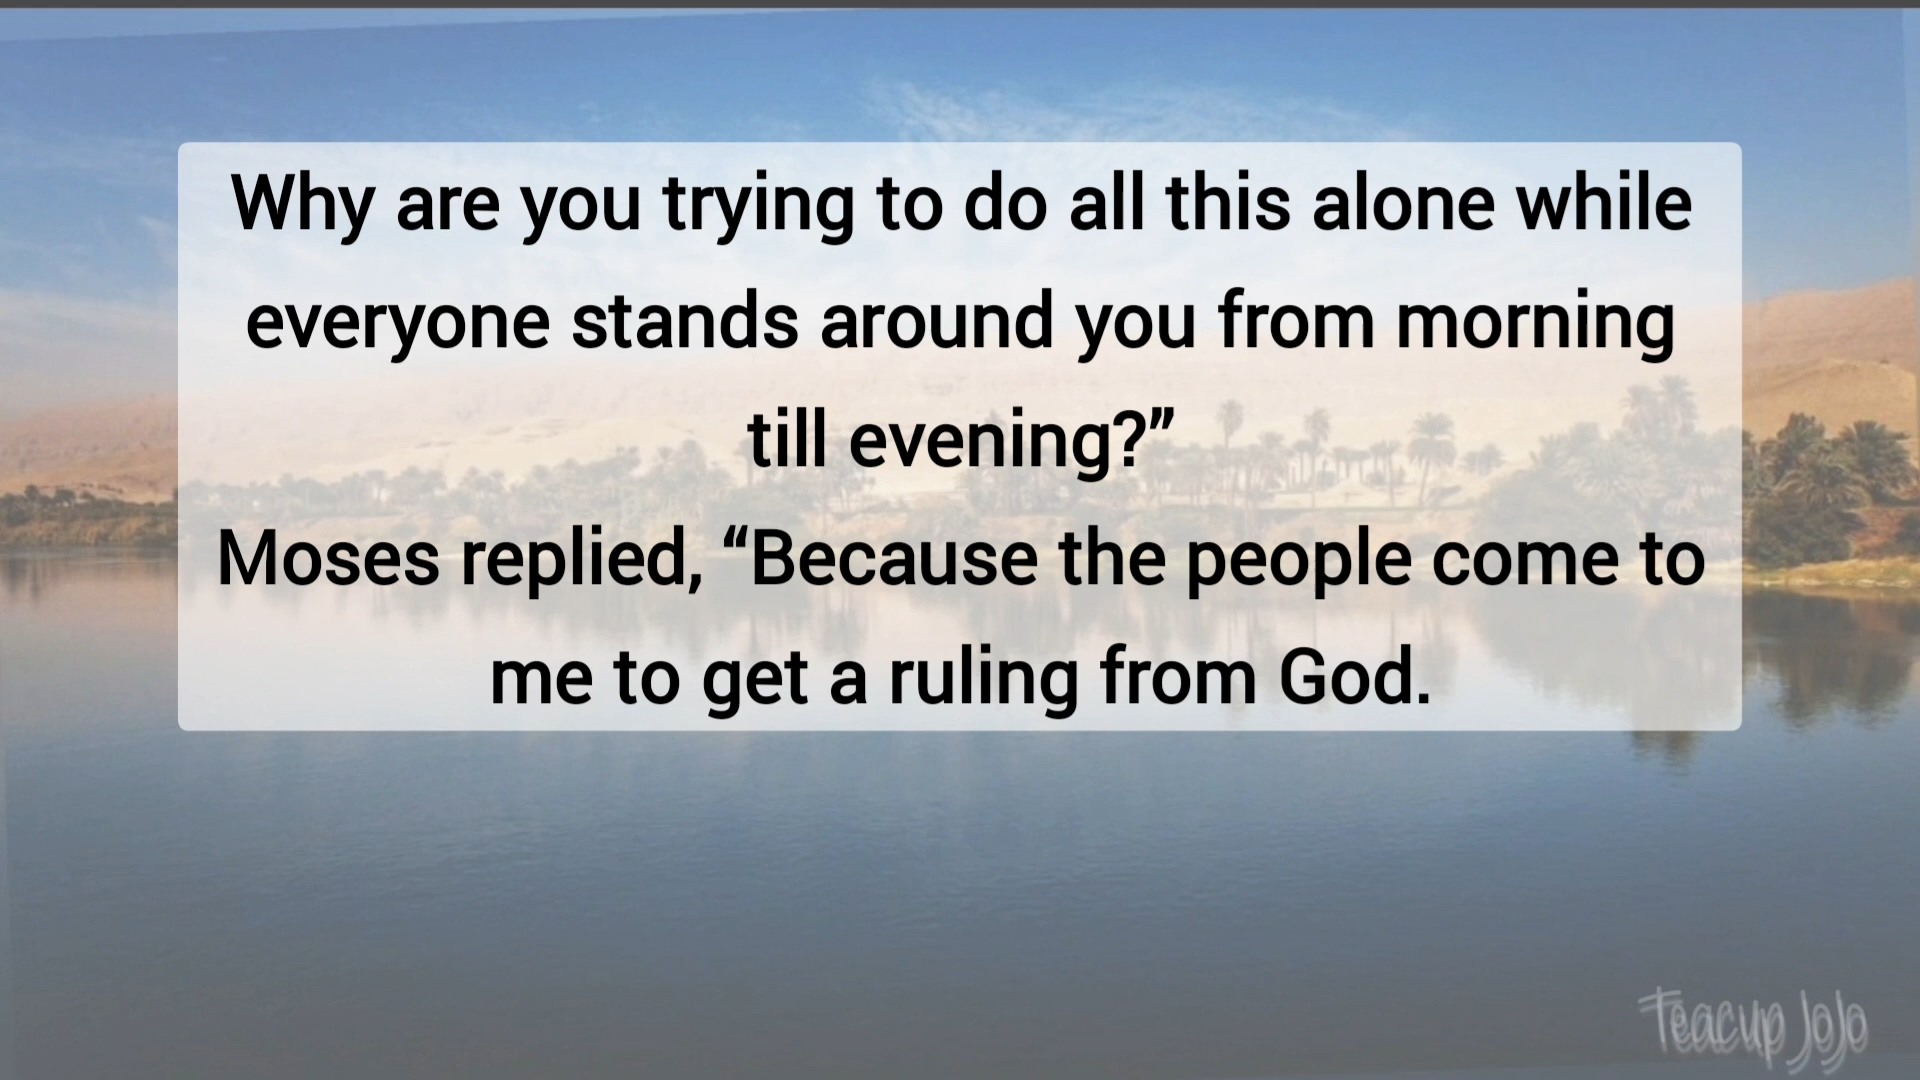 Why are you trying to do all this alone while
everyone stands around you from morning
till evening?”
Moses replied, “Because the people come to
me to get a ruling from God.
Teacup JoJo